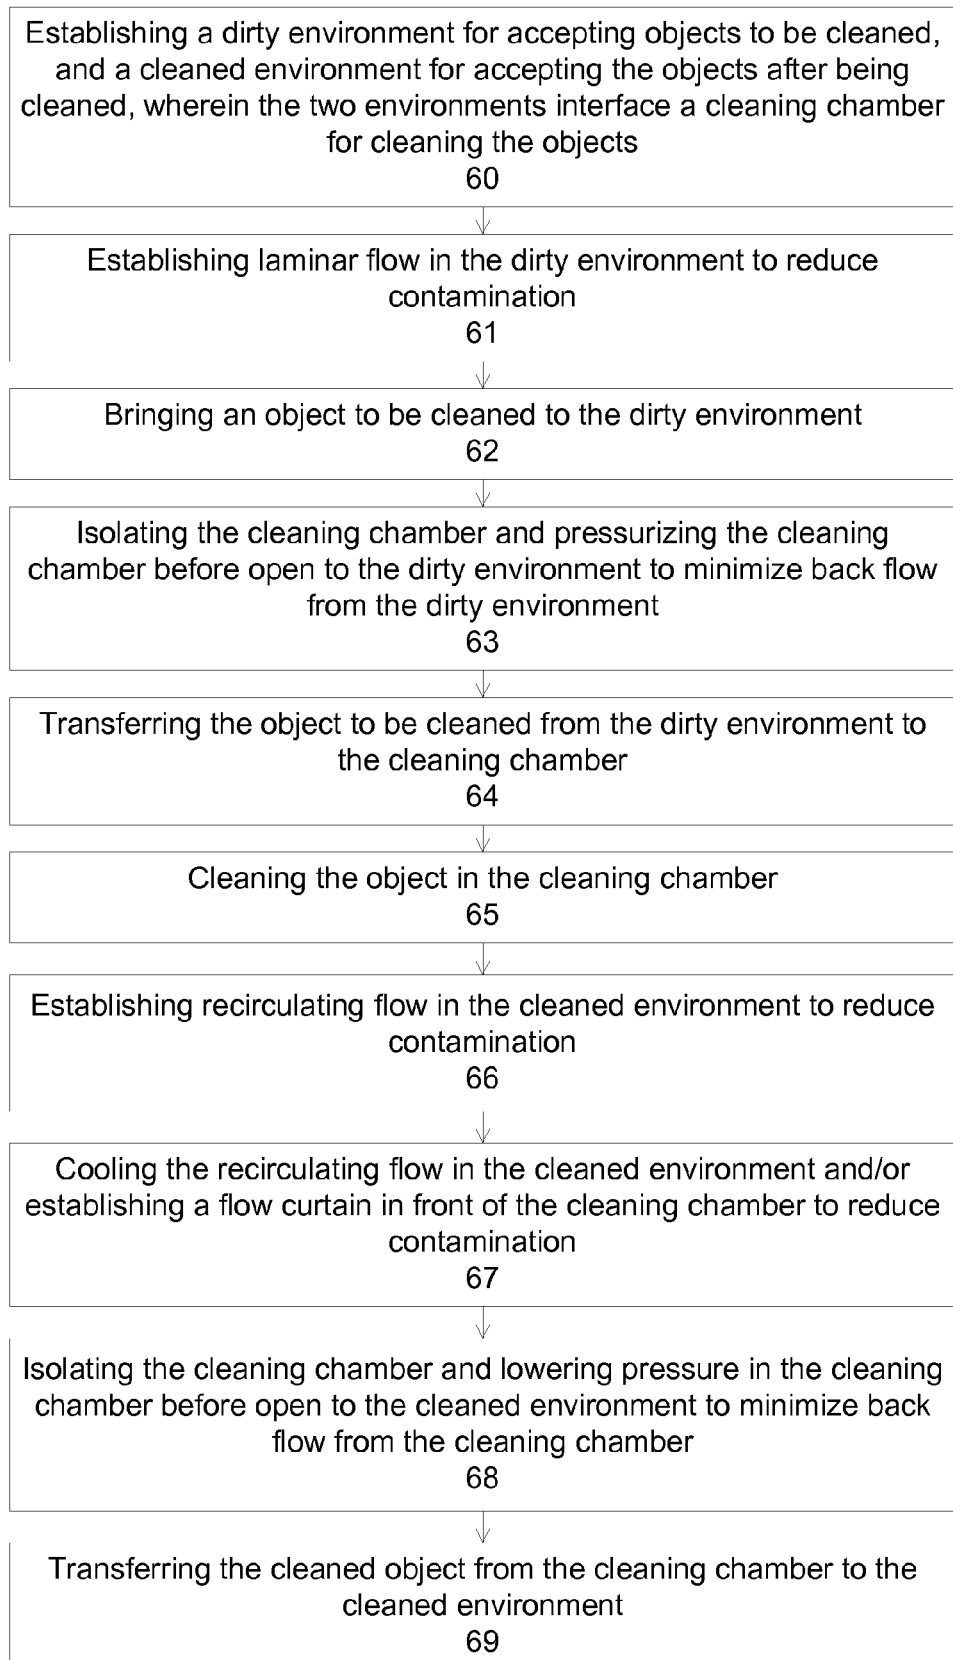 Establishing a dirty environment for accepting objects to be cleaned,
and a cleaned environment for accepting the objects after being
cleaned, wherein the two environments interface a cleaning chamber
for cleaning the objects
60
Establishing laminar flow in the dirty environment to reduce
contamination
61
Bringing an object to be cleaned to the dirty environment
62
Isolating the cleaning chamber and pressurizing the cleaning
chamber before open to the dirty environment to minimize back flow
from the dirty environment
63
Transferring the object to be cleaned from the dirty environment to
the cleaning chamber
64
Cleaning the object in the cleaning chamber
65
Establishing recirculating flow in the cleaned environment to reduce
contamination
66
Cooling the recirculating flow in the cleaned environment and/or
establishing a flow curtain in front of the cleaning chamber to reduce
contamination
67
Isolating the cleaning chamber and lowering pressure in the cleaning
chamber before open to the cleaned environment to minimize back
flow from the cleaning chamber
68
Transferring the cleaned object from the cleaning chamber to the
cleaned environment
69